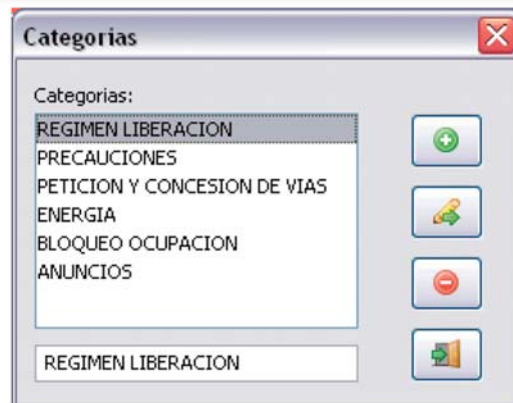 Categorias
Categorias:
REGIMEN LIBERACION
PRECAUCIONES
PETICION Y CONCESION DE VIAS
ENERGIA
BLOQUEO OCUPACION
ANUNCIOS
REGIMEN LIBERACION